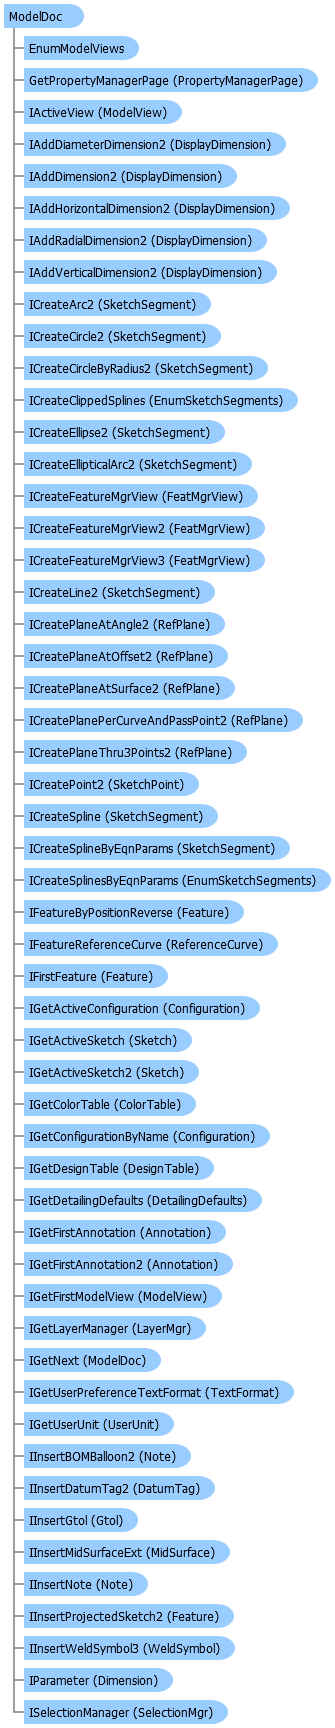 ModelDoc
EnumModelViews
GetPropertyManagerPage (PropertyManagerPage)
IActiveView (ModelView)
IAddDiameterDimension2 (DisplayDimension)
IAddDimension2 (DisplayDimension)
IAddHorizontalDimension2 (DisplayDimension)
IAddRadialDimension2 (DisplayDimension)
IAddVerticalDimension2 (DisplayDimension)
ICreateArc2 (SketchSegment)
ICreateCircle2 (SketchSegment)
ICreateCircleByRadius2 (SketchSegment)
ICreateClippedSplines (EnumSketchSegments)
ICreateEllipse2 (SketchSegment)
ICreateEllipticalArc2 (SketchSegment)
ICreateFeatureMgrView (FeatMgrView)
ICreateFeatureMgrView2 (FeatMgrView)
ICreateFeatureMgrView3 (FeatMgrView)
ICreateLine2 (SketchSegment)
ICreatePlaneAtAngle2 (RefPlane)
ICreatePlaneAtOffset2 (RefPlane)
ICreatePlaneAtSurface2 (RefPlane)
ICreatePlanePerCurveAndPassPoint2 (RefPlane)
ICreatePlaneThru3Points2 (RefPlane)
ICreatePoint2 (SketchPoint)
ICreateSpline (SketchSegment)
ICreateSplineByEqnParams (SketchSegment)
ICreateSplinesByEqnParams (EnumSketchSegments)
IFeatureByPositionReverse (Feature)
IFeatureReferenceCurve (ReferenceCurve)
IFirstFeature (Feature)
IGetActiveConfiguration (Configuration)
IGetActiveSketch (Sketch)
IGetActiveSketch2 (Sketch)
IGetColorTable (ColorTable)
IGetConfigurationByName (Configuration)
IGetDesignTable (DesignTable)
IGetDetailingDefaults (DetailingDefaults)
IGetFirstAnnotation (Annotation)
IGetFirstAnnotation2 (Annotation)
IGetFirstModelView (ModelView)
IGetLayerManager (LayerMgr)
IGetNext (ModelDoc)
IGetUserPreferenceTextFormat (TextFormat)
IGetUserUnit (UserUnit)
IInsertBOMBalloon2 (Note)
IInsertDatumTag2 (DatumTag)
IInsertGtol (Gtol)
IInsertMidSurfaceExt (MidSurface)
IInsertNote (Note)
IInsertProjectedSketch2 (Feature)
IInsertWeldSymbol3 (WeldSymbol)
IParameter (Dimension)
ISelectionManager (SelectionMgr)